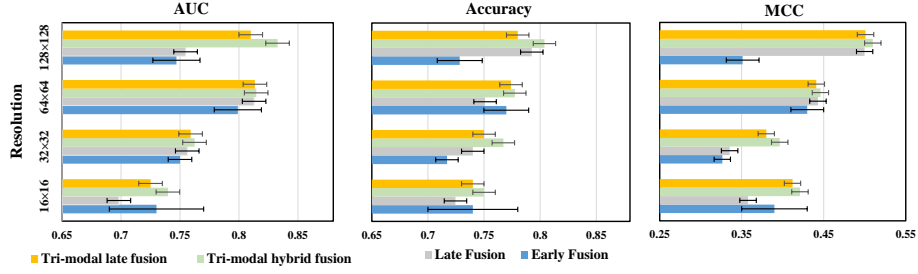 AUC
Accuracy
MCC
Resolution
128×128
64×64
32×32
16×16
0.65 0.7 0.75 0.8 0.85
0.65 0.7 0.75 0.8 0.85
0.25 0.35 0.45 0.55
Tri-modal late fusion Tri-modal hybrid fusion Late Fusion Early Fusion